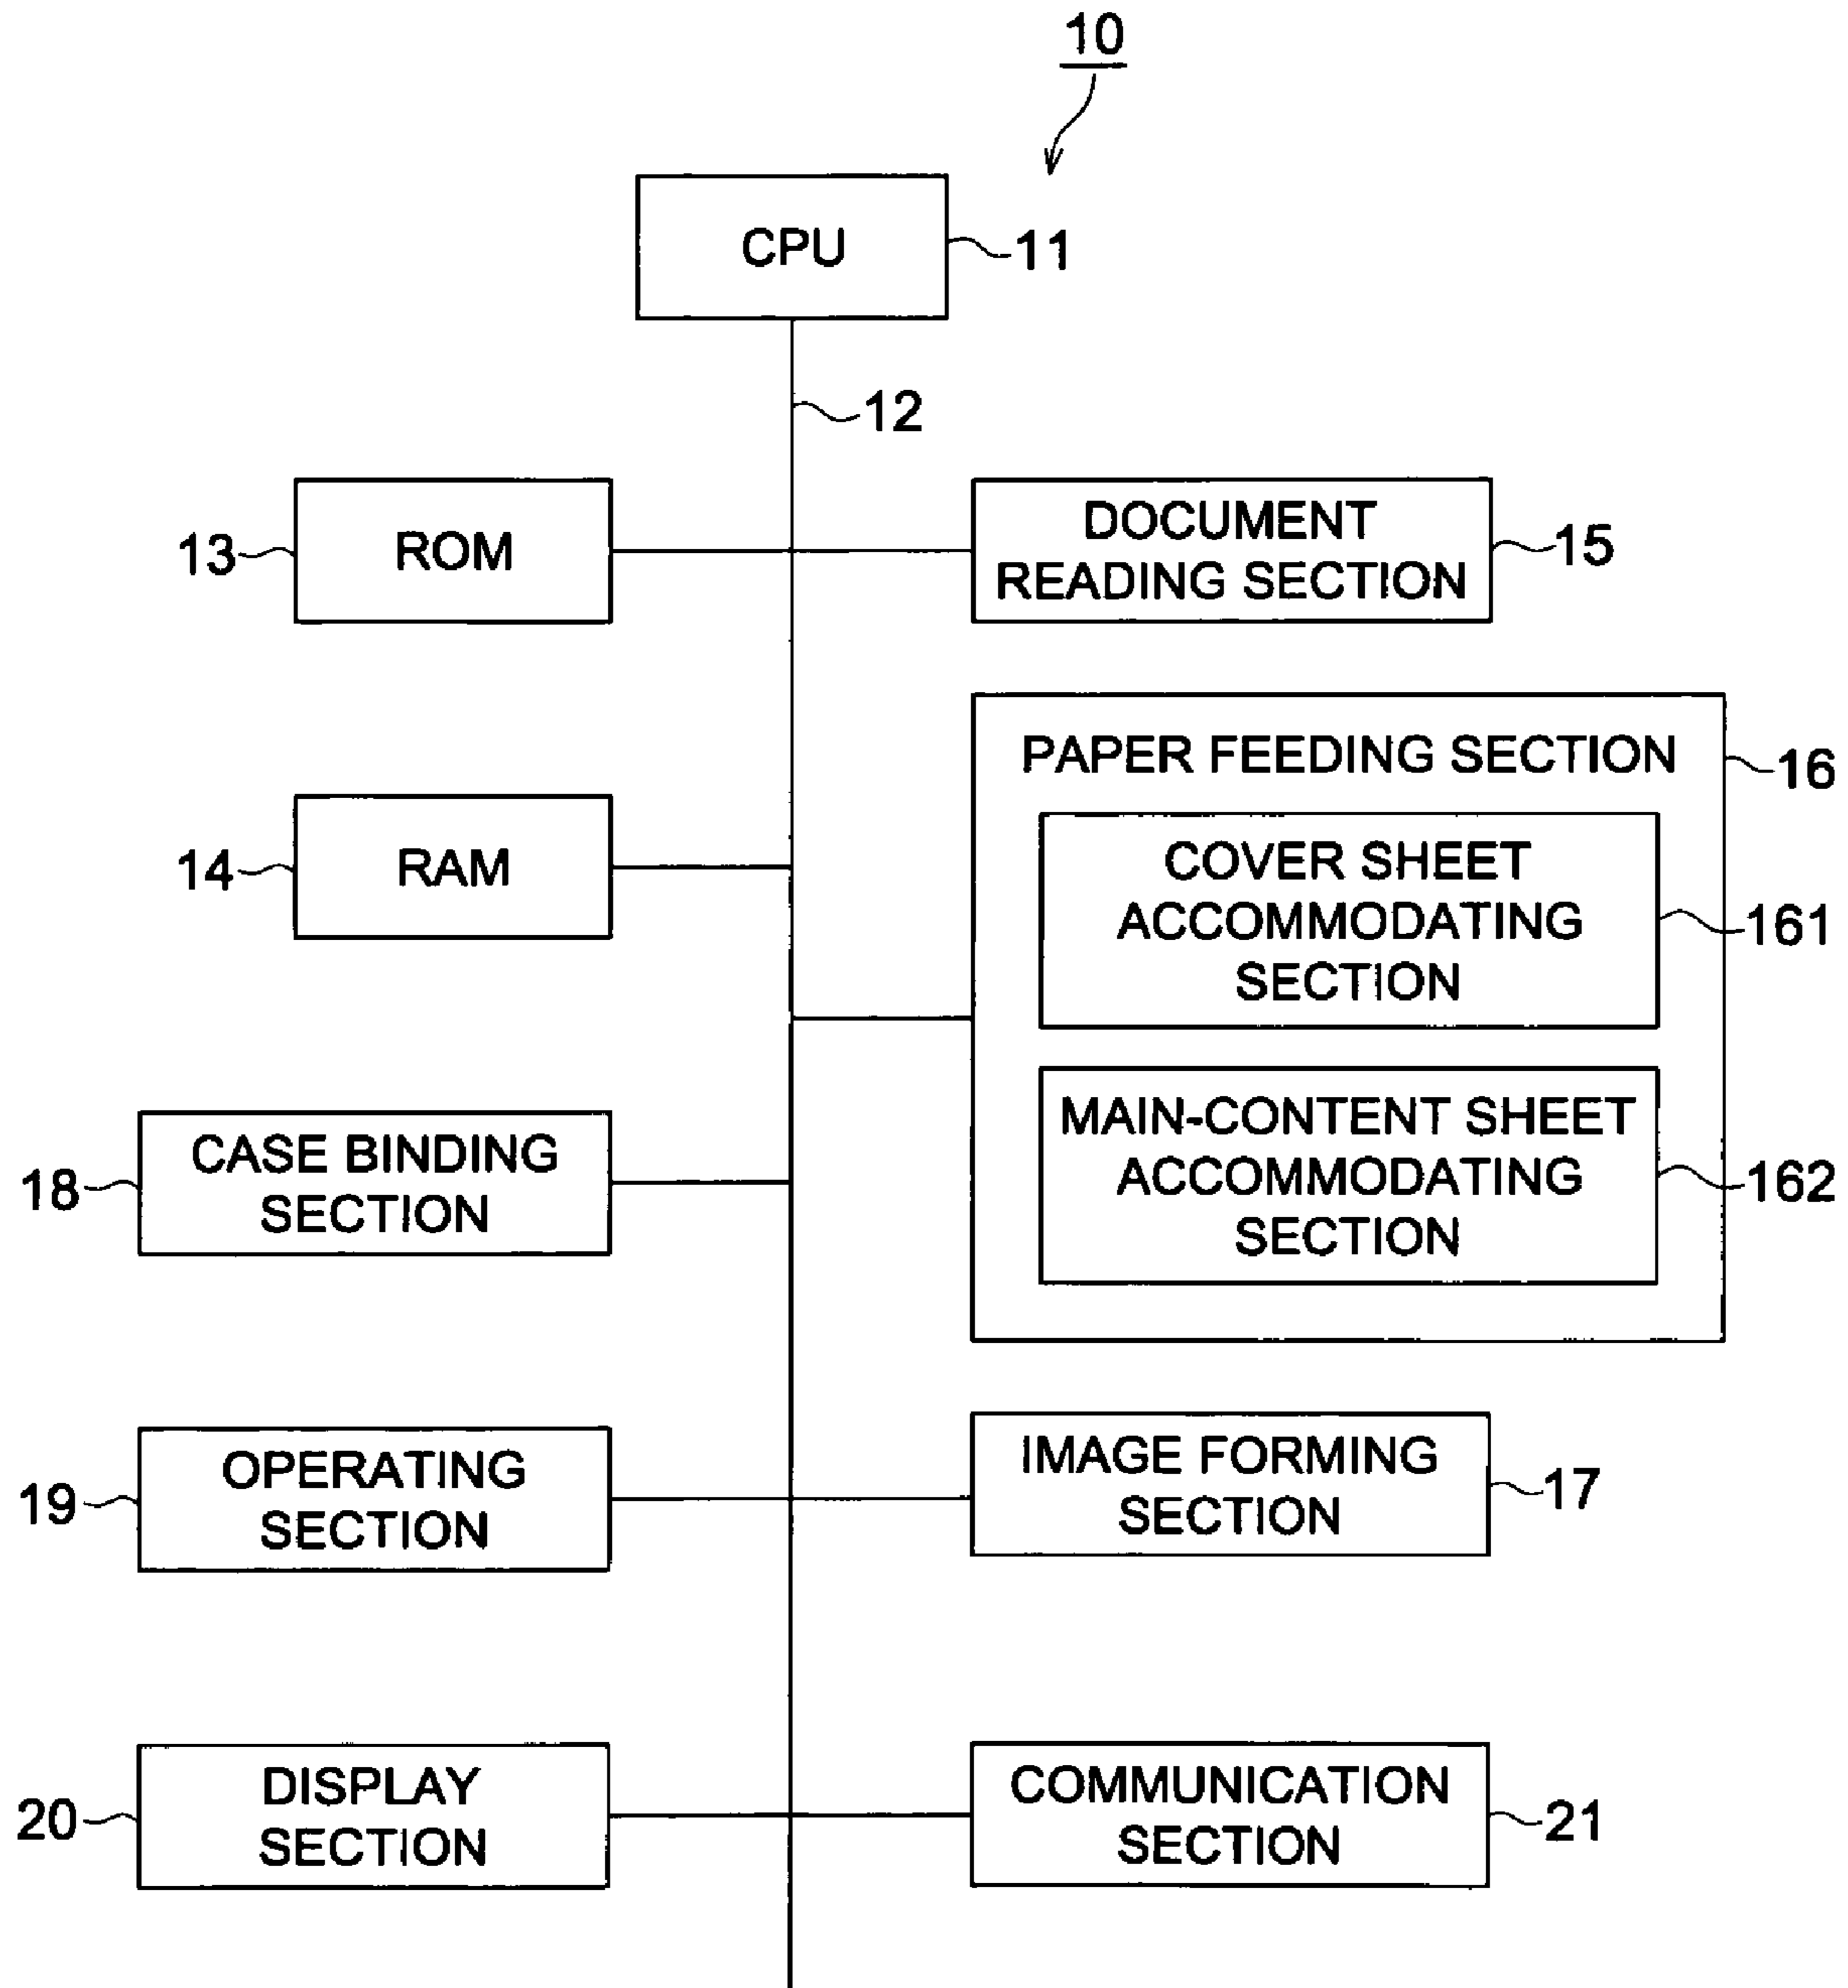 10
CPU
11
12
13
ROM
DOCUMENT
READING SECTION
15
PAPER FEEDING SECTION
16
14
RAM
COVER SHEET
ACCOMMODATING
SECTION
161
MAIN-CONTENT SHEET
ACCOMMODATING
SECTION
162
18
CASE BINDING
SECTION
19
OPERATING
SECTION
IMAGE FORMING
SECTION
17
20
DISPLAY
SECTION
COMMUNICATION
SECTION
21